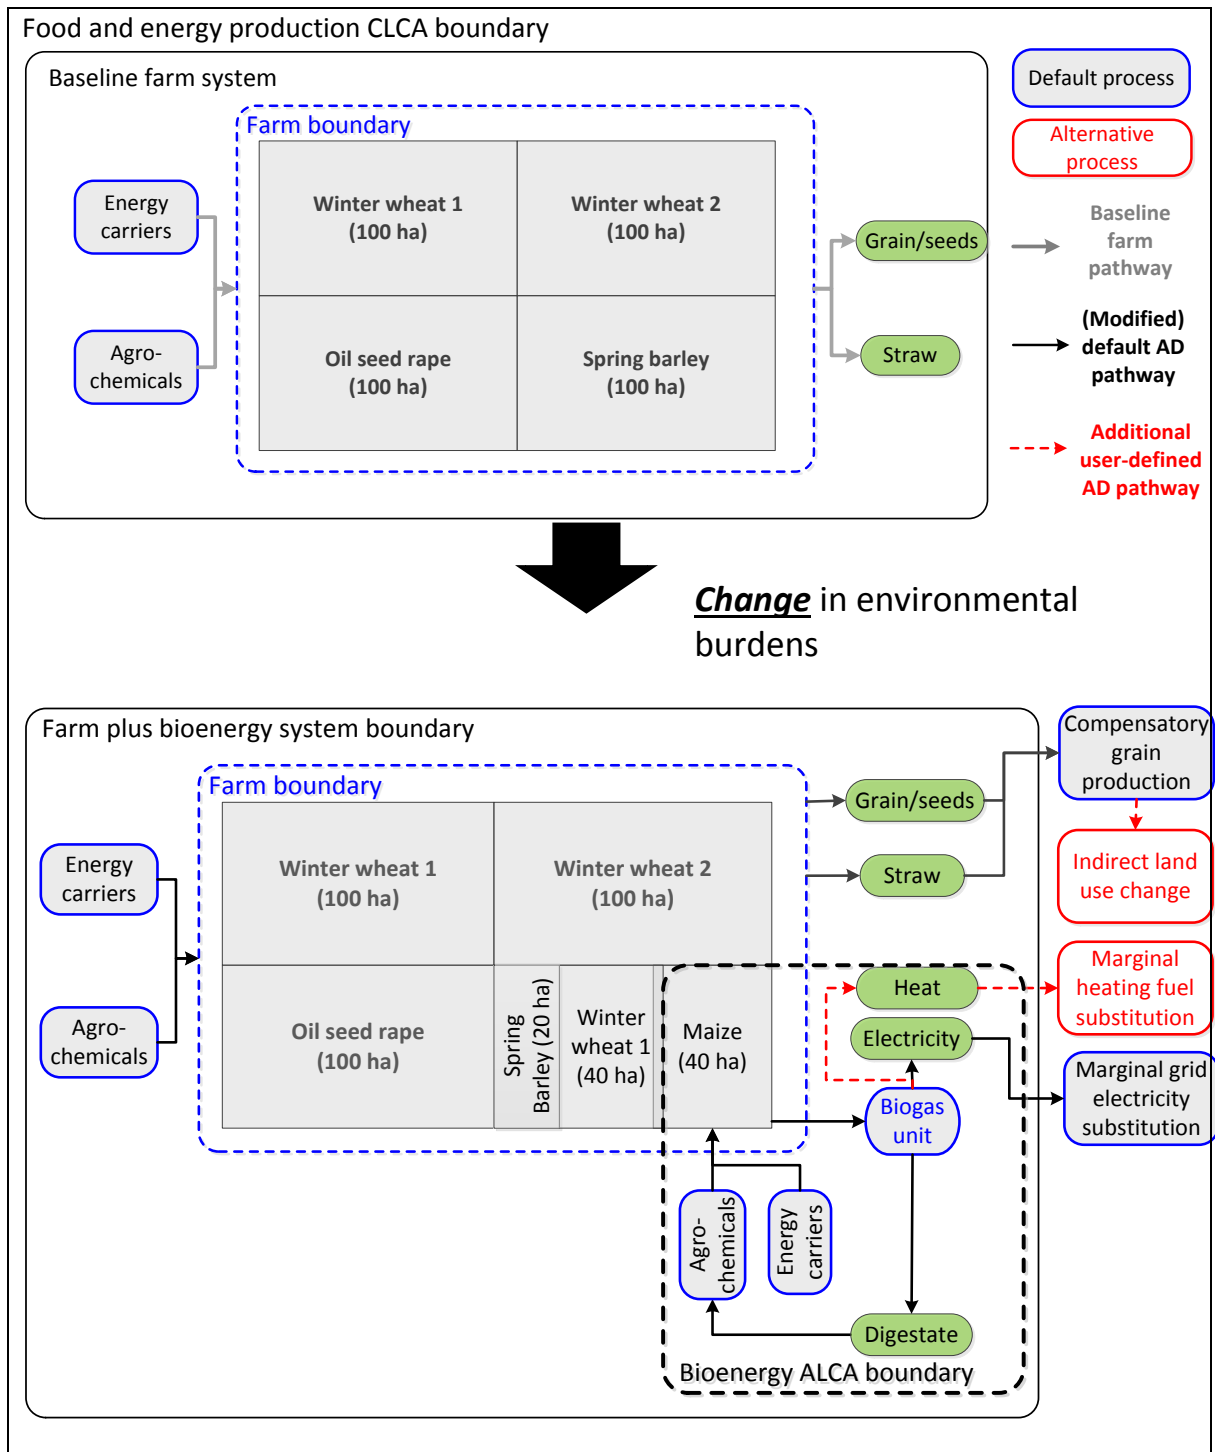 Food and energy production CLCA boundary
Baseline farm system
Farm boundary
Energy
carriers
Agro-
chemicals
Winter wheat 1
(100 ha)
Winter wheat 2
(100 ha)
Oil seed rape
(100 ha)
Spring barley
(100 ha)
Grain/seeds
Straw
Default process
Alternative
process
Baseline
farm
pathway
(Modified)
default AD
pathway
Additional
user-defined
AD pathway
Change in environmental
burdens
Farm plus bioenergy system boundary
Farm boundary
Energy
carriers
Agro-
chemicals
Winter wheat 1
(100 ha)
Winter wheat 2
(100 ha)
Oil seed rape
(100 ha)
Spring
Barley (20 ha)
Winter
wheat 1
(40 ha)
Maize
(40 ha)
Grain/seeds
Straw
Heat
Electricity
Biogas
unit
Agro-
chemicals
Energy
carriers
Digestate
Bioenergy ALCA boundary
Compensatory
grain
production
Indirect land
use change
Marginal
heating fuel
substitution
Marginal grid
electricity
substitution